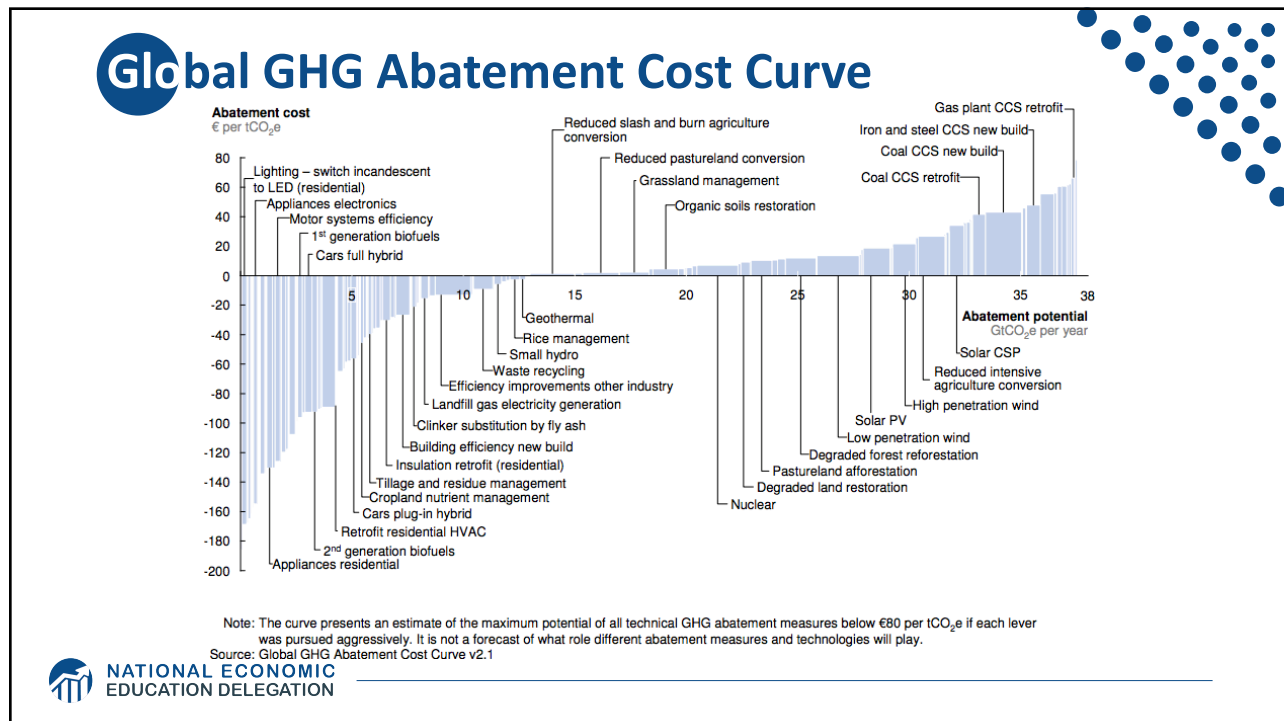 Global GHG Abatement Cost Curve
Abatement cost
€ per tCO₂e
80
60
40
20
0
-20
-40
-60
-80
-100
-120
-140
-160
-180
-200
Lighting – switch incandescent
to LED (residential)
Appliances electronics
Motor systems efficiency
1st generation biofuels
Cars full hybrid
Reduced slash and burn agriculture
conversion
Reduced pastureland conversion
Grassland management
Organic soils restoration
Gas plant CCS retrofit
Iron and steel CCS new build
Coal CCS new build
Coal CCS retrofit
5
10
15
20
25
30
35
38
Abatement potential
GtCO₂e per year
Geothermal
Rice management
Small hydro
Waste recycling
Efficiency improvements other industry
Landfill gas electricity generation
Clinker substitution by fly ash
Building efficiency new build
Insulation retrofit (residential)
Tillage and residue management
Cropland nutrient management
Cars plug-in hybrid
Retrofit residential HVAC
2nd generation biofuels
Appliances residential
Solar CSP
Reduced intensive
agriculture conversion
High penetration wind
Solar PV
Low penetration wind
Degraded forest reforestation
Pastureland afforestation
Degraded land restoration
Nuclear
Note: The curve presents an estimate of the maximum potential of all technical GHG abatement measures below €80 per tCO₂e if each lever
was pursued aggressively. It is not a forecast of what role different abatement measures and technologies will play.
Source: Global GHG Abatement Cost Curve v2.1
NATIONAL ECONOMIC
EDUCATION DELEGATION